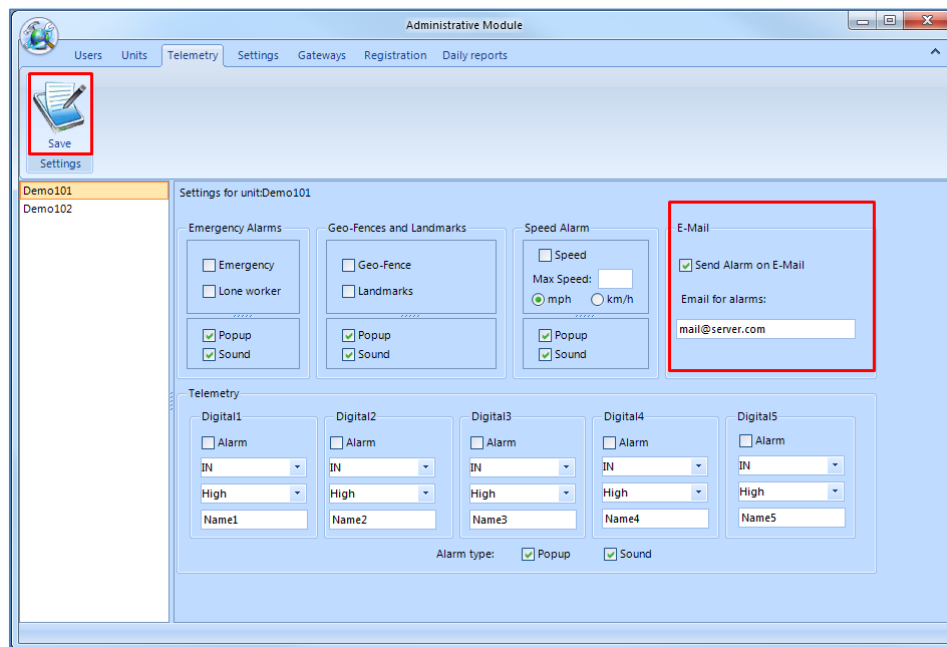 Administrative Module
Users Units Telemetry Settings Gateways Registration Daily reports
Save
Settings
Demo101
Demo102
Settings for unit:Demo101
Emergency Alarms
Emergency
Lone worker
Popup
Sound
Geo-Fences and Landmarks
Geo-Fence
Landmarks
Popup
Sound
Speed Alarm
Speed
Max Speed:
mph km/h
Popup
Sound
E-Mail
Send Alarm on E-Mail
Email for alarms:
mail@server.com
Telemetry
Digital1
Alarm
IN
High
Name1
Digital2
Alarm
IN
High
Name2
Digital3
Alarm
IN
High
Name3
Digital4
Alarm
IN
High
Name4
Digital5
Alarm
IN
High
Name5
Alarm type: Popup Sound